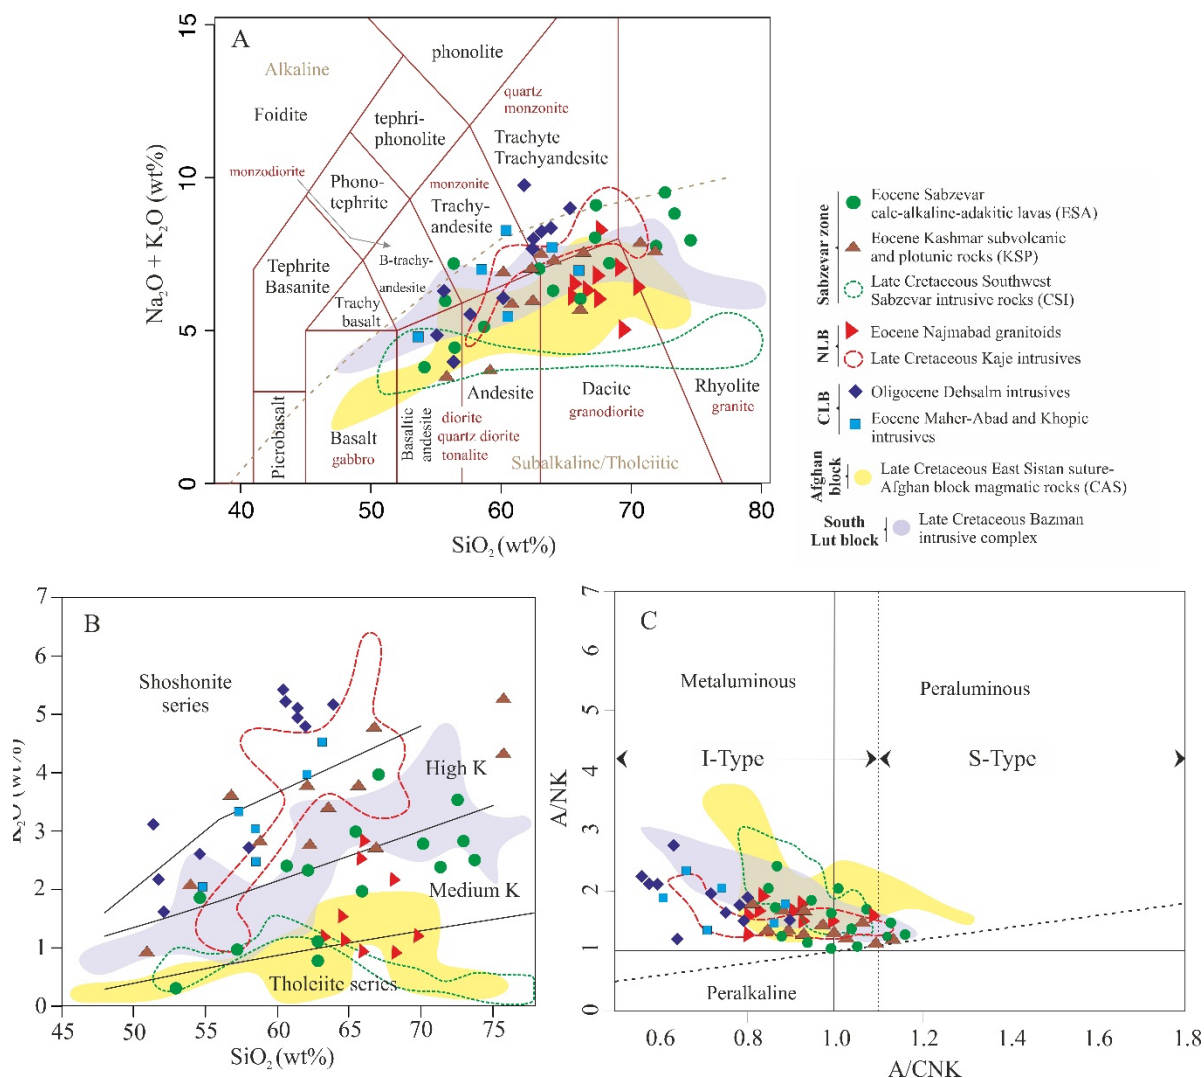 A
15
10
5
0
Na₂O + K₂O (wt%)
40
50
60
70
80
SiO₂ (wt%)
Alkaline
phonolite
Foidite
tephri-
phonolite
quartz
monzonite
Trachyte
Trachyandesite
monzodiorite
Phono-
tephrite
monzonite
Trachy-
andesite
Tephrite
Basanite
B-trachy-
andesite
Trachy
basalt
Picrobasalt
Basalt
gabbro
Basaltic
andesite
Andesite
diorite
quartz diorite
tonalite
Dacite
granodiorite
Rhyolite
granite
Subalkaline/Tholeiitic
Sabzevar zone
Eocene Sabzevar
calc-alkaline-adakitic lavas (ESA)
Eocene Kashmar subvolcanic
and plotunic rocks (KSP)
Late Cretaceous Southwest
Sabzevar intrusive rocks (CSI)
NLB
Eocene Najmabad granitoids
Late Cretaceous Kaje intrusives
CLB
Oligocene Dehsalm intrusives
Eocene Maher-Abad and Khopic
intrusives
Afghan
block
Late Cretaceous East Sistan suture-
Afghan block magmatic rocks (CAS)
South
Lut block
Late Cretaceous Bazman
intrusive complex
B
7
6
5
4
3
2
1
0
K₂O (wt%)
45
50
55
60
65
70
75
SiO₂ (wt%)
Shoshonite
series
High K
Medium K
Tholeiite series
C
7
5
4
3
2
1
0
A/NK
0.6
0.8
1.0
1.2
1.4
1.6
1.8
A/CNK
Metaluminous
Peraluminous
I-Type
S-Type
Peralkaline